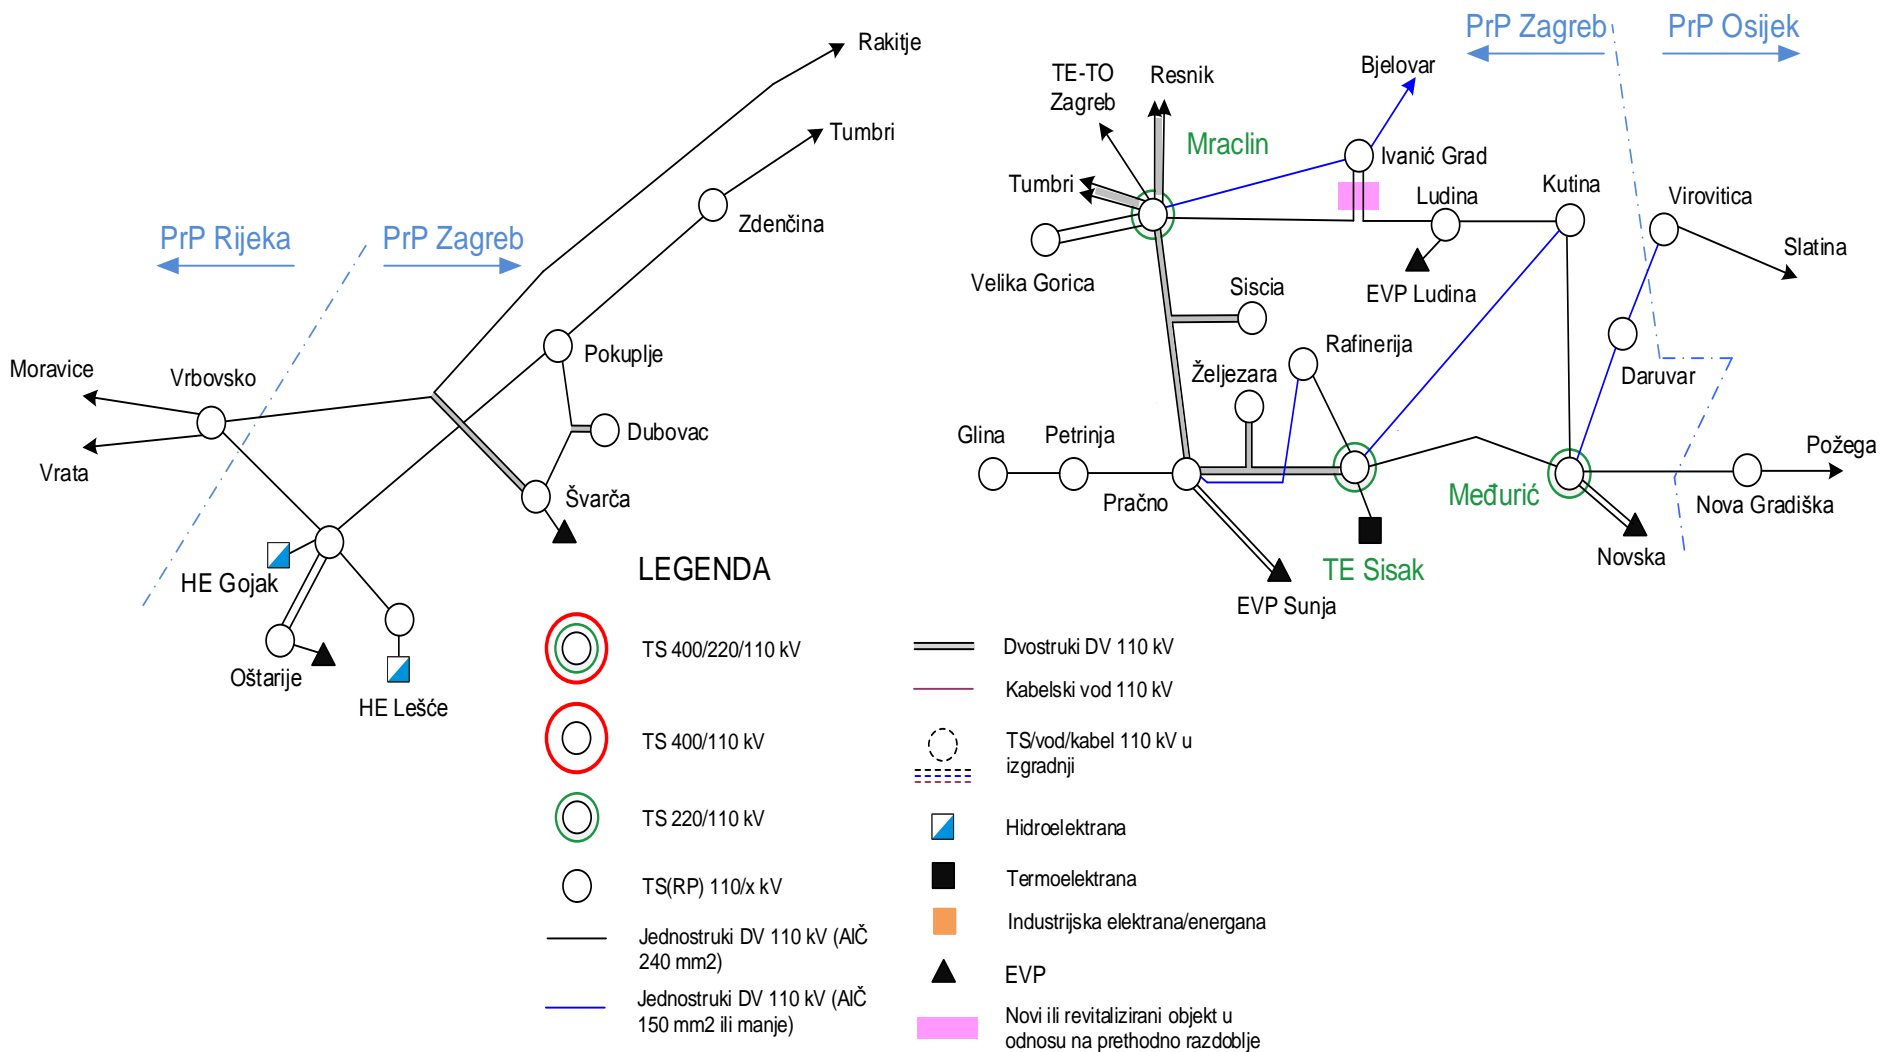 Rakitje
Tumbri
Zdenčina
PrP Rijeka
PrP Zagreb
Pokuplje
Moravice
Vrbovsko
Vrata
Dubovac
Švarča
HE Gojak
Oštarije
HE Lešće
PrP Zagreb
PrP Osijek
TE-TO
Zagreb
Resnik
Bjelovar
Mraclin
Ivanić Grad
Tumbri
Ludina
Kutina
Virovitica
Slatina
Velika Gorica
EVP Ludina
Siscia
Rafinerija
Željezara
Daruvar
Glina
Petrinja
Požega
Pračno
Međurić
Nova Gradiška
Novska
TE Sisak
EVP Sunja
LEGENDA
TS 400/220/110 kV
TS 400/110 kV
TS 220/110 kV
TS(RP) 110/x kV
Jednostruki DV 110 kV (AlČ
240 mm2)
Jednostruki DV 110 kV (AlČ
150 mm2 ili manje)
Dvostruki DV 110 kV
Kabelski vod 110 kV
TS/vod/kabel 110 kV u
izgradnji
Hidroelektrana
Termoelektrana
Industrijska elektrana/energana
EVP
Novi ili revitalizirani objekt u
odnosu na prethodno razdoblje